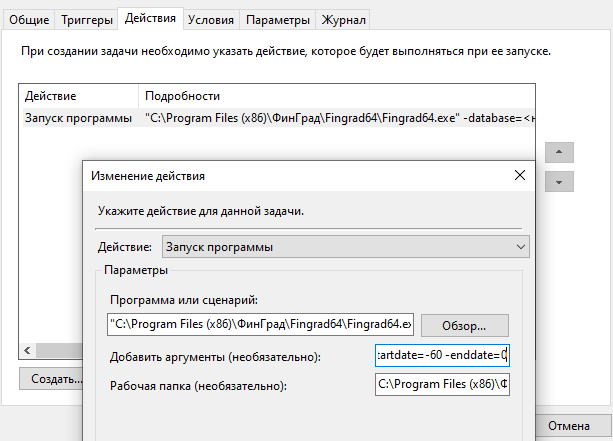 Общие Триггеры Действия Условия Параметры Журнал
При создании задачи необходимо указать действие, которое будет выполняться при ее запуске.
Действие Подробности
Запуск программы "C:\Program Files (x86)\ФинГрад\Fingrad64\Fingrad64.exe" -database=<н
Изменение действия
Укажите действие для данной задачи.
Действие: Запуск программы
Параметры
Программа или сценарий:
"C:\Program Files (x86)\ФинГрад\Fingrad64\Fingrad64.ex Обзор...
Добавить аргументы (необязательно): artdate=-60 -enddate=0
Рабочая папка (необязательно): C:\Program Files (x86)\Ф
Создать...
Отмена